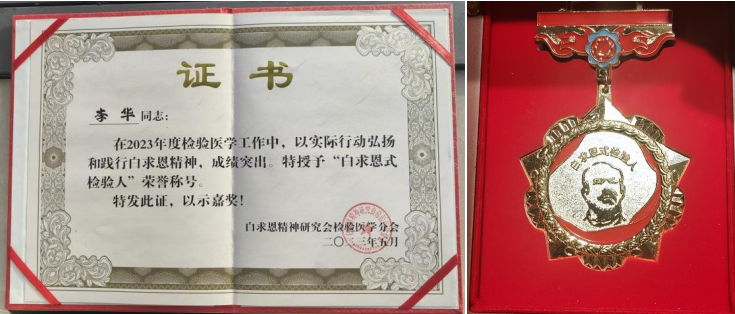 证书
李华同志：
在2023年度检验医学工作中，以实际行动弘扬
和践行白求恩精神，成绩突出。特授予“白求恩式
检验人”荣誉称号。
特发此证，以示嘉奖！
白求恩精神研究会检验医学分会
二〇二三年五月
白求恩式检验人